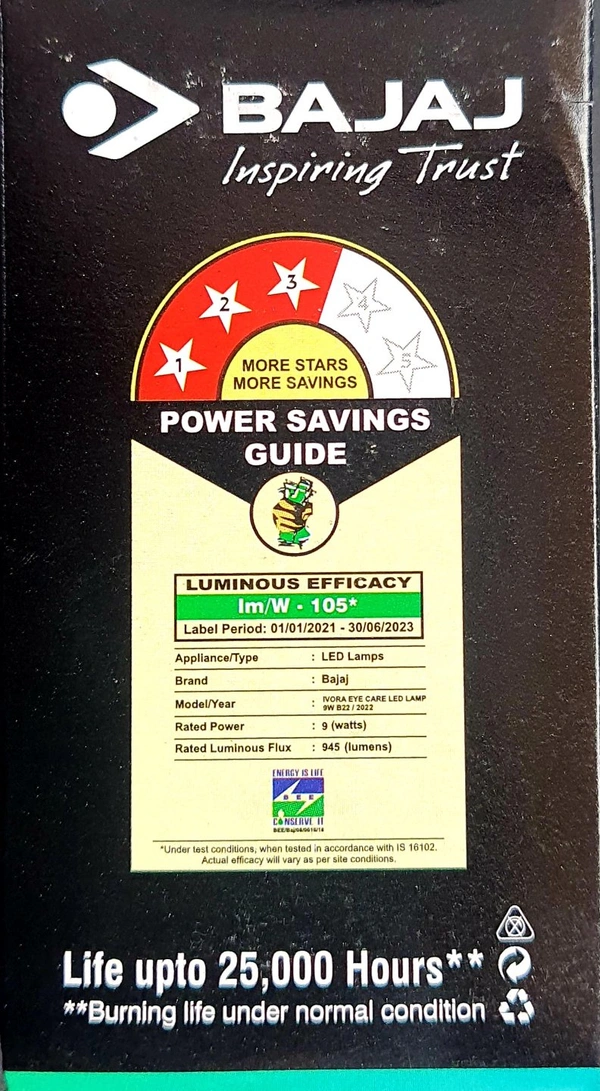 BAJAJ
Inspiring Trust
1
2
3
4
5
MORE STARS
MORE SAVINGS
POWER SAVINGS
GUIDE
LUMINOUS EFFICACY
lm/W - 105*
Label Period: 01/01/2021 - 30/06/2023
Appliance/Type : LED Lamps
Brand : Bajaj
Model/Year : IVORA EYE CARE LED LAMP
9W B22 / 2022
Rated Power : 9 (watts)
Rated Luminous Flux : 945 (lumens)
ENERGY IS LIFE
BEE
CONSERVE IT
*Under test conditions, when tested in accordance with IS 16102.
Actual efficacy will vary as per site conditions.
Life upto 25,000 Hours**
**Burning life under normal condition